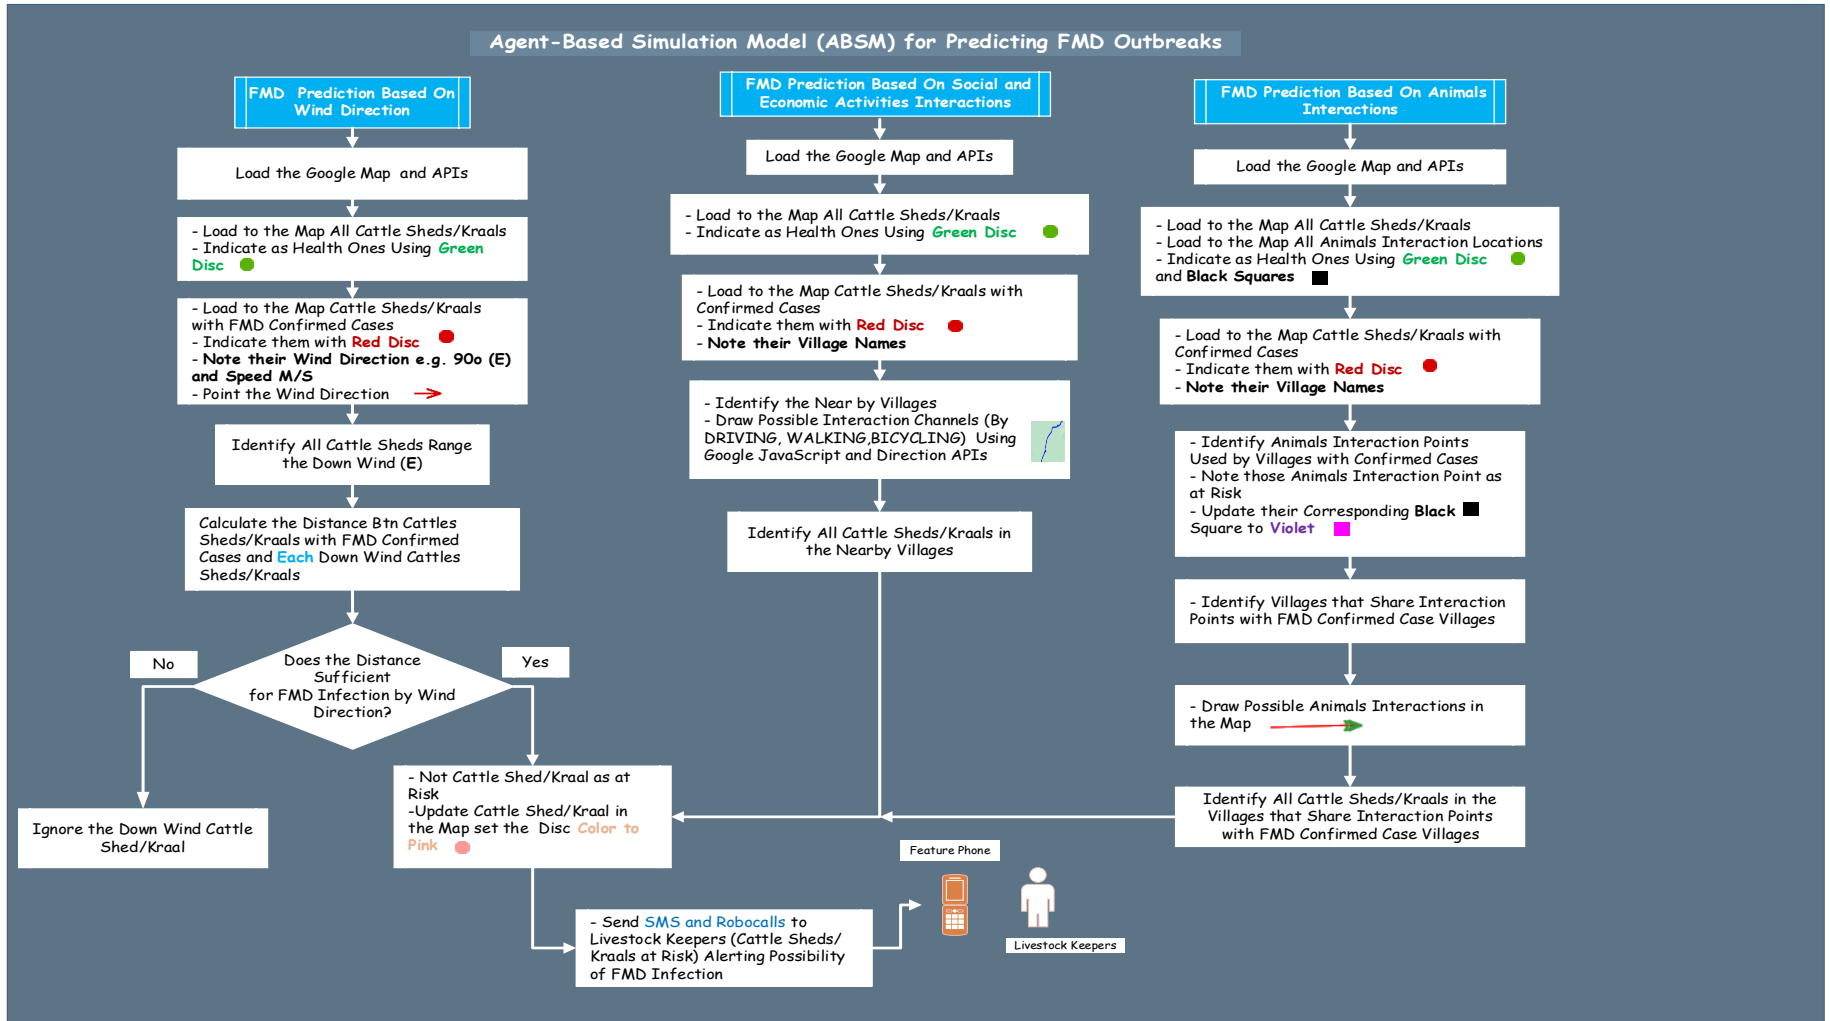 Agent-Based Simulation Model (ABSM) for Predicting FMD Outbreaks
FMD Prediction Based On
Wind Direction
Load the Google Map and APIs
- Load to the Map All Cattle Sheds/Kraals
- Indicate as Health Ones Using Green
Disc
- Load to the Map Cattle Sheds/Kraals
with FMD Confirmed Cases
- Indicate them with Red Disc
- Note their Wind Direction e.g. 90o (E)
and Speed M/S
- Point the Wind Direction
Identify All Cattle Sheds Range
the Down Wind (E)
Calculate the Distance Btn Cattles
Sheds/Kraals with FMD Confirmed
Cases and Each Down Wind Cattles
Sheds/Kraals
Does the Distance
Sufficient
for FMD Infection by Wind
Direction?
No
Yes
Ignore the Down Wind Cattle
Shed/Kraal
- Not Cattle Shed/Kraal as at
Risk
-Update Cattle Shed/Kraal in
the Map set the Disc Color to
Pink
- Send SMS and Robocalls to
Livestock Keepers (Cattle Sheds/
Kraals at Risk) Alerting Possibility
of FMD Infection
Feature Phone
Livestock Keepers
FMD Prediction Based On Social and
Economic Activities Interactions
Load the Google Map and APIs
- Load to the Map All Cattle Sheds/Kraals
- Indicate as Health Ones Using Green Disc
- Load to the Map Cattle Sheds/Kraals with
Confirmed Cases
- Indicate them with Red Disc
- Note their Village Names
- Identify the Near by Villages
- Draw Possible Interaction Channels (By
DRIVING, WALKING,BICYCLING) Using
Google JavaScript and Direction APIs
Identify All Cattle Sheds/Kraals in
the Nearby Villages
FMD Prediction Based On Animals
Interactions
Load the Google Map and APIs
- Load to the Map All Cattle Sheds/Kraals
- Load to the Map All Animals Interaction Locations
- Indicate as Health Ones Using Green Disc
and Black Squares
- Load to the Map Cattle Sheds/Kraals with
Confirmed Cases
- Indicate them with Red Disc
- Note their Village Names
- Identify Animals Interaction Points
Used by Villages with Confirmed Cases
- Note those Animals Interaction Point as
at Risk
- Update their Corresponding Black
Square to Violet
- Identify Villages that Share Interaction
Points with FMD Confirmed Case Villages
- Draw Possible Animals Interactions in
the Map
Identify All Cattle Sheds/Kraals in the
Villages that Share Interaction Points
with FMD Confirmed Case Villages